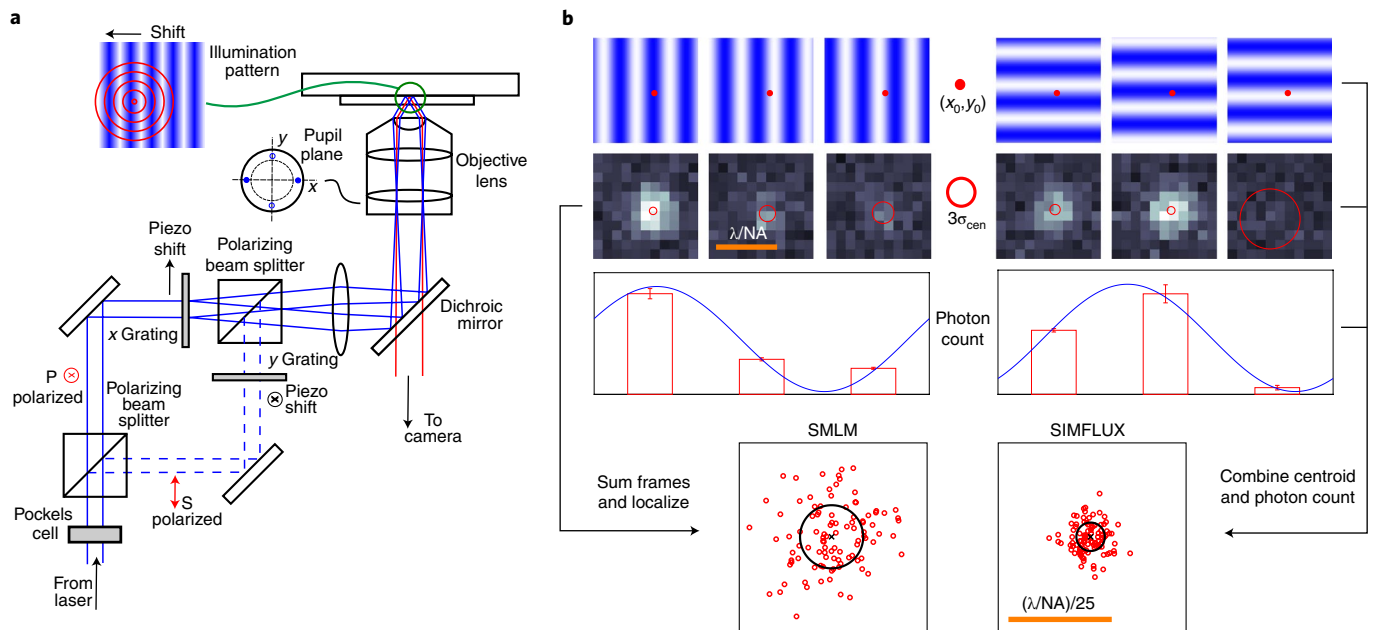 a
Shift
Illumination
pattern
y
Pupil
plane
x
Objective
lens
Piezo
shift
Polarizing
beam splitter
Dichroic
mirror
x Grating
y Grating
P
polarized
Polarizing
beam
splitter
Piezo
shift
To
camera
S
polarized
Pockels
cell
From
laser
b
(x0,y0)
λ/NA
3σcen
Photon
count
SMLM
SIMFLUX
Sum frames
and localize
Combine centroid
and photon count
(λ/NA)/25